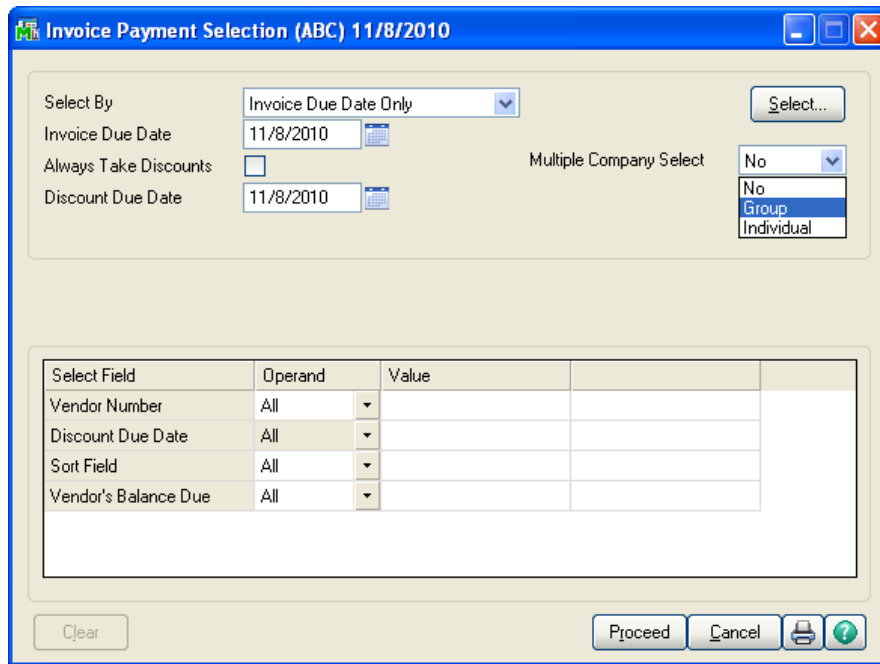 Invoice Payment Selection (ABC) 11/8/2010
Select By Invoice Due Date Only Select...
Invoice Due Date 11/8/2010
Always Take Discounts Multiple Company Select No
Discount Due Date 11/8/2010 No
Group
Individual
Select Field Operand Value
Vendor Number All
Discount Due Date All
Sort Field All
Vendor's Balance Due All
Clear Proceed Cancel ?